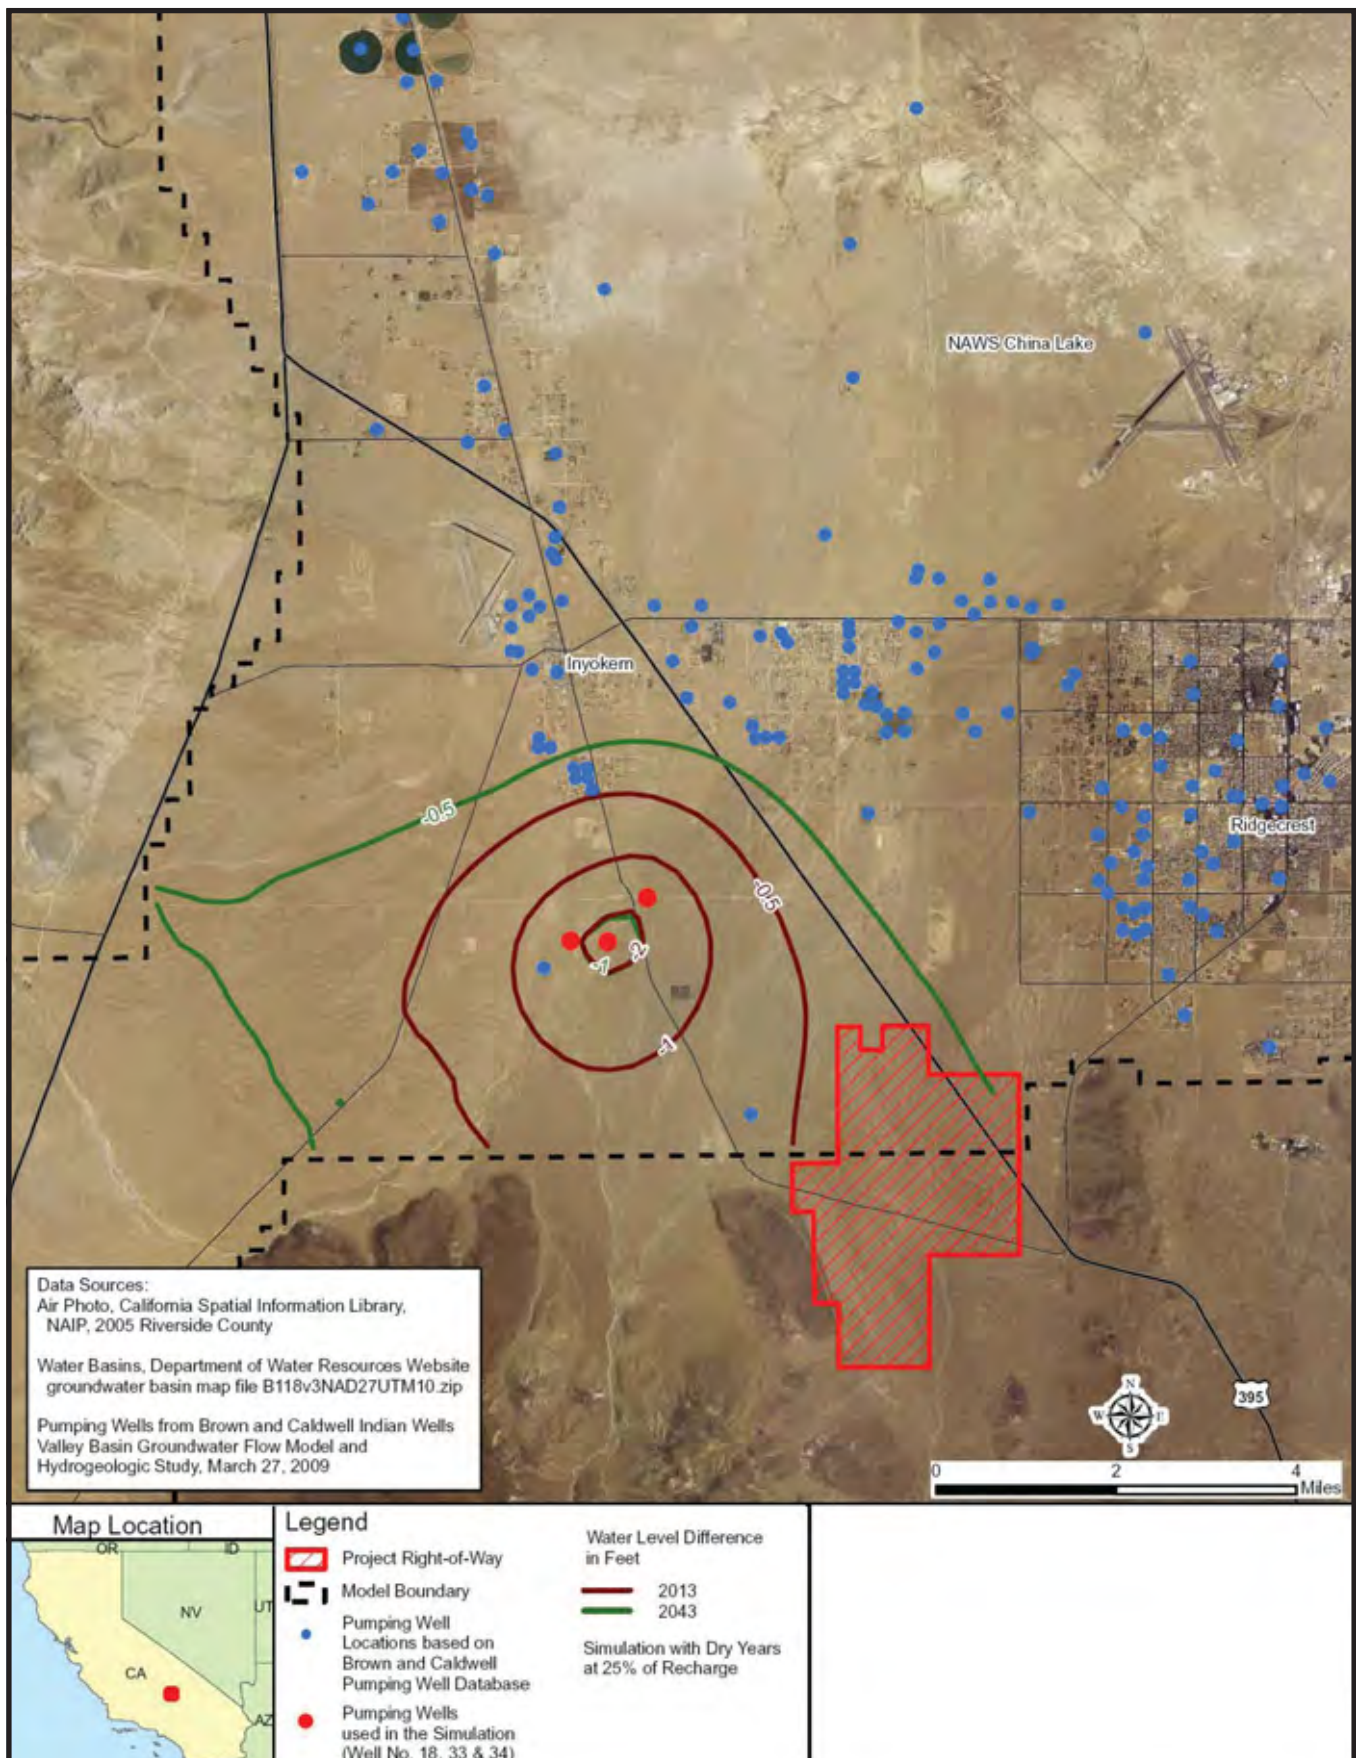 NAWS China Lake
Inyokern
-0.5
Ridgecrest
-0.5
-2
-1
-1
Data Sources:
Air Photo, California Spatial Information Library,
NAIP, 2005 Riverside County
Water Basins, Department of Water Resources Website
groundwater basin map file B118v3NAD27UTM10.zip
Pumping Wells from Brown and Caldwell Indian Wells
Valley Basin Groundwater Flow Model and
Hydrogeologic Study, March 27, 2009
N
W E
S
395
0 2 4
Miles
Map Location
OR ID
NV UT
CA
AZ
Legend
Project Right-of-Way
Model Boundary
Pumping Well
Locations based on
Brown and Caldwell
Pumping Well Database
Pumping Wells
used in the Simulation
(Well No. 18, 33 & 34)
Water Level Difference
in Feet
2013
2043
Simulation with Dry Years
at 25% of Recharge